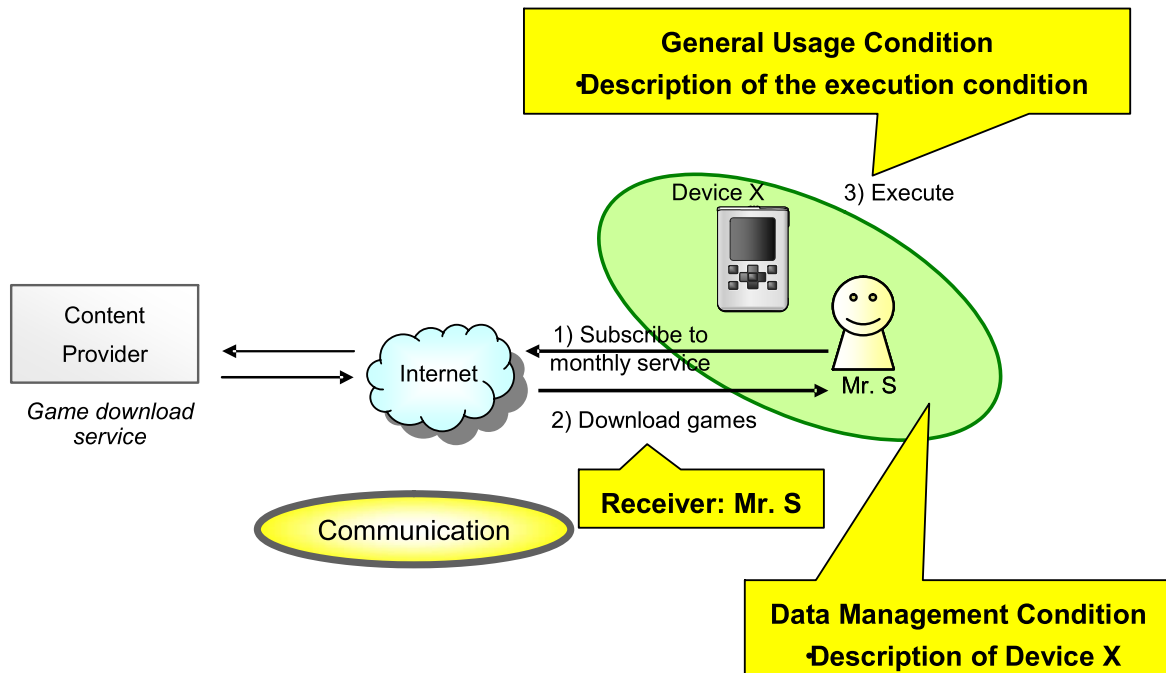 General Usage Condition
•Description of the execution condition
Device X
3) Execute
Content
Provider
1) Subscribe to
monthly service
Internet
Mr. S
Game download
service
2) Download games
Receiver: Mr. S
Communication
Data Management Condition
•Description of Device X